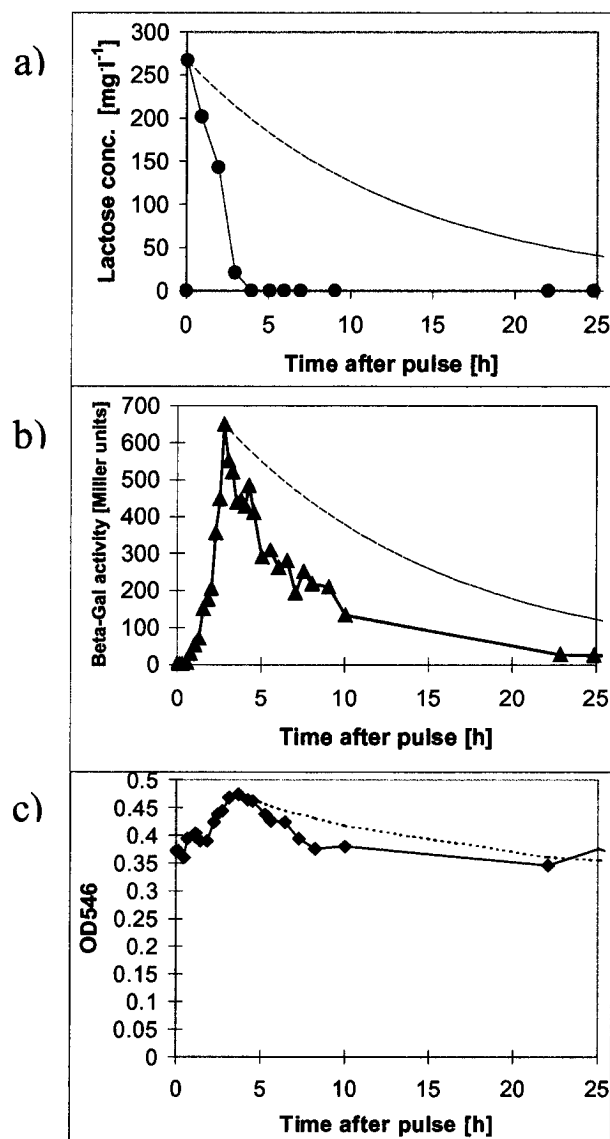 a)
Lactose conc. [mg·l⁻¹]
300
250
200
150
100
50
0
0 5 10 15 20 25
Time after pulse [h]
b)
Beta-Gal activity [Miller units]
700
600
500
400
300
200
100
0
0 5 10 15 20 25
Time after pulse [h]
c)
OD546
0.5
0.45
0.4
0.35
0.3
0.25
0.2
0.15
0.1
0.05
0
0 5 10 15 20 25
Time after pulse [h]